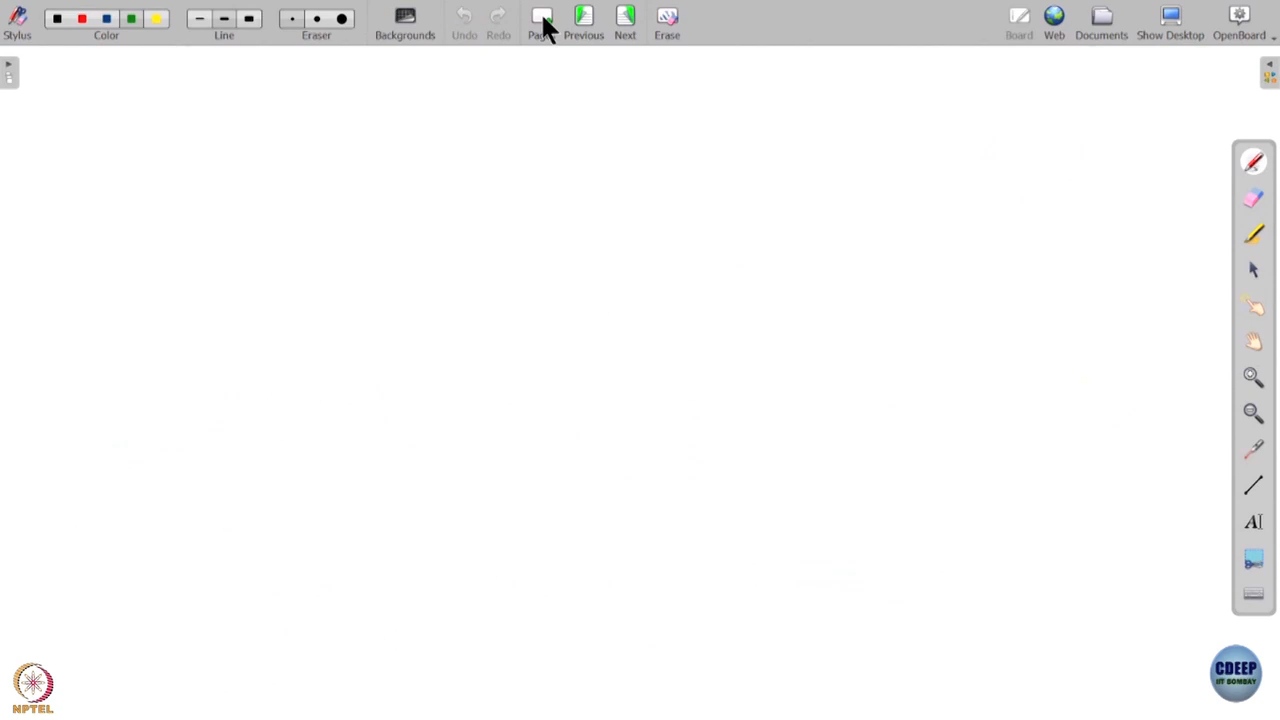 Stylus Color Line Eraser Backgrounds Undo Redo Previous Next Erase Board Web Documents Show Desktop OpenBoard
A
NPTEL
CDEEP
IIT BOMBAY